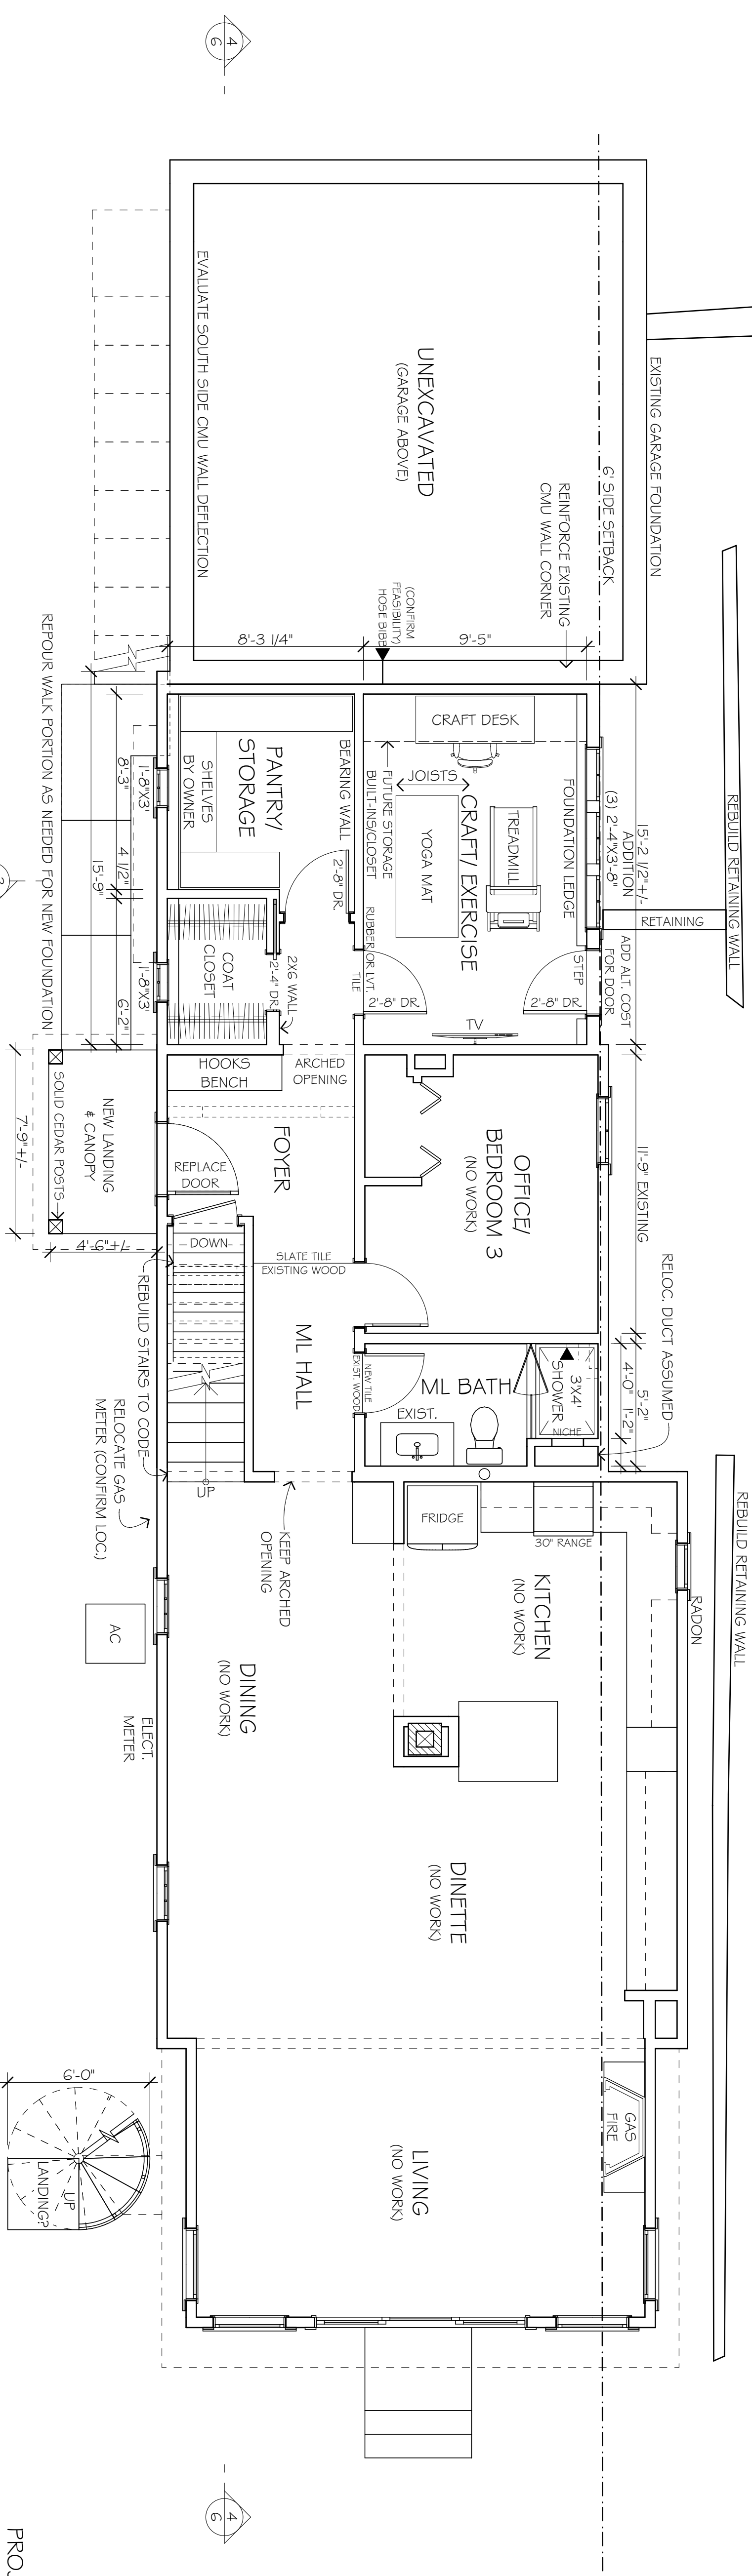 4
6
EXISTING GARAGE FOUNDATION
6' SIDE SETBACK
REINFORCE EXISTING
CMU WALL CORNER
UNEXCAVATED
(GARAGE ABOVE)
EVALUATE SOUTH SIDE CMU WALL DEFLECTION
(CONFIRM
FEASIBILITY)
HOSE BIBB
8'-3 1/4"
9'-5"
REBUILD RETAINING WALL
RETAINING
15'-2 1/2"+/-
ADDITION
(3) 2'-4"X3'-8"
ADD ALT. COST
FOR DOOR
FOUNDATION LEDGE
STEP
CRAFT DESK
TREADMILL
CRAFT/ EXERCISE
JOISTS
YOGA MAT
FUTURE STORAGE
BUILT-INS/CLOSET
RUBBER OR LVT.
TILE
2'-8" DR.
2'-8" DR.
TV
BEARING WALL
2'-8" DR.
PANTRY/
STORAGE
SHELVES
BY OWNER
2X6 WALL
2'-4" DR.
COAT
CLOSET
1'-8"X3'
1'-8"X3'
8'-3"
4 1/2"
6'-2"
15'-9"
REPOUR WALK PORTION AS NEEDED FOR NEW FOUNDATION
HOOKS
BENCH
ARCHED
OPENING
FOYER
REPLACE
DOOR
NEW LANDING
& CANOPY
SOLID CEDAR POSTS
7'-9"+/-
4'-6"+/-
11'-9" EXISTING
OFFICE/
BEDROOM 3
(NO WORK)
DOWN
SLATE TILE
EXISTING WOOD
ML HALL
UP
REBUILD STAIRS TO CODE
RELOCATE GAS
METER (CONFIRM LOC.)
RELOC. DUCT ASSUMED
5'-2"
4'-0"
1'-2"
3'X4'
SHOWER
NICHE
ML BATH
EXIST.
NEW TILE
EXIST. WOOD
KEEP ARCHED
OPENING
FRIDGE
30" RANGE
KITCHEN
(NO WORK)
RADON
REBUILD RETAINING WALL
DINING
(NO WORK)
AC
ELECT.
METER
DINETTE
(NO WORK)
GAS
FIRE
LIVING
(NO WORK)
6'-0"
UP
LANDING?
4
6